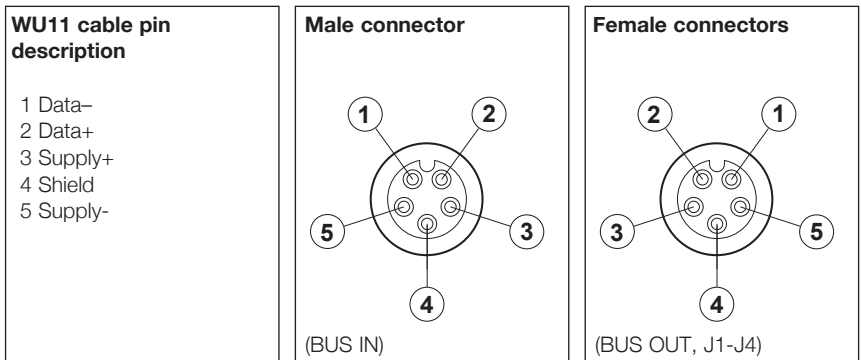 WU11 cable pin
description
1 Data–
2 Data+
3 Supply+
4 Shield
5 Supply-
Male connector
1
2
5
3
4
(BUS IN)
Female connectors
2
1
3
5
4
(BUS OUT, J1-J4)